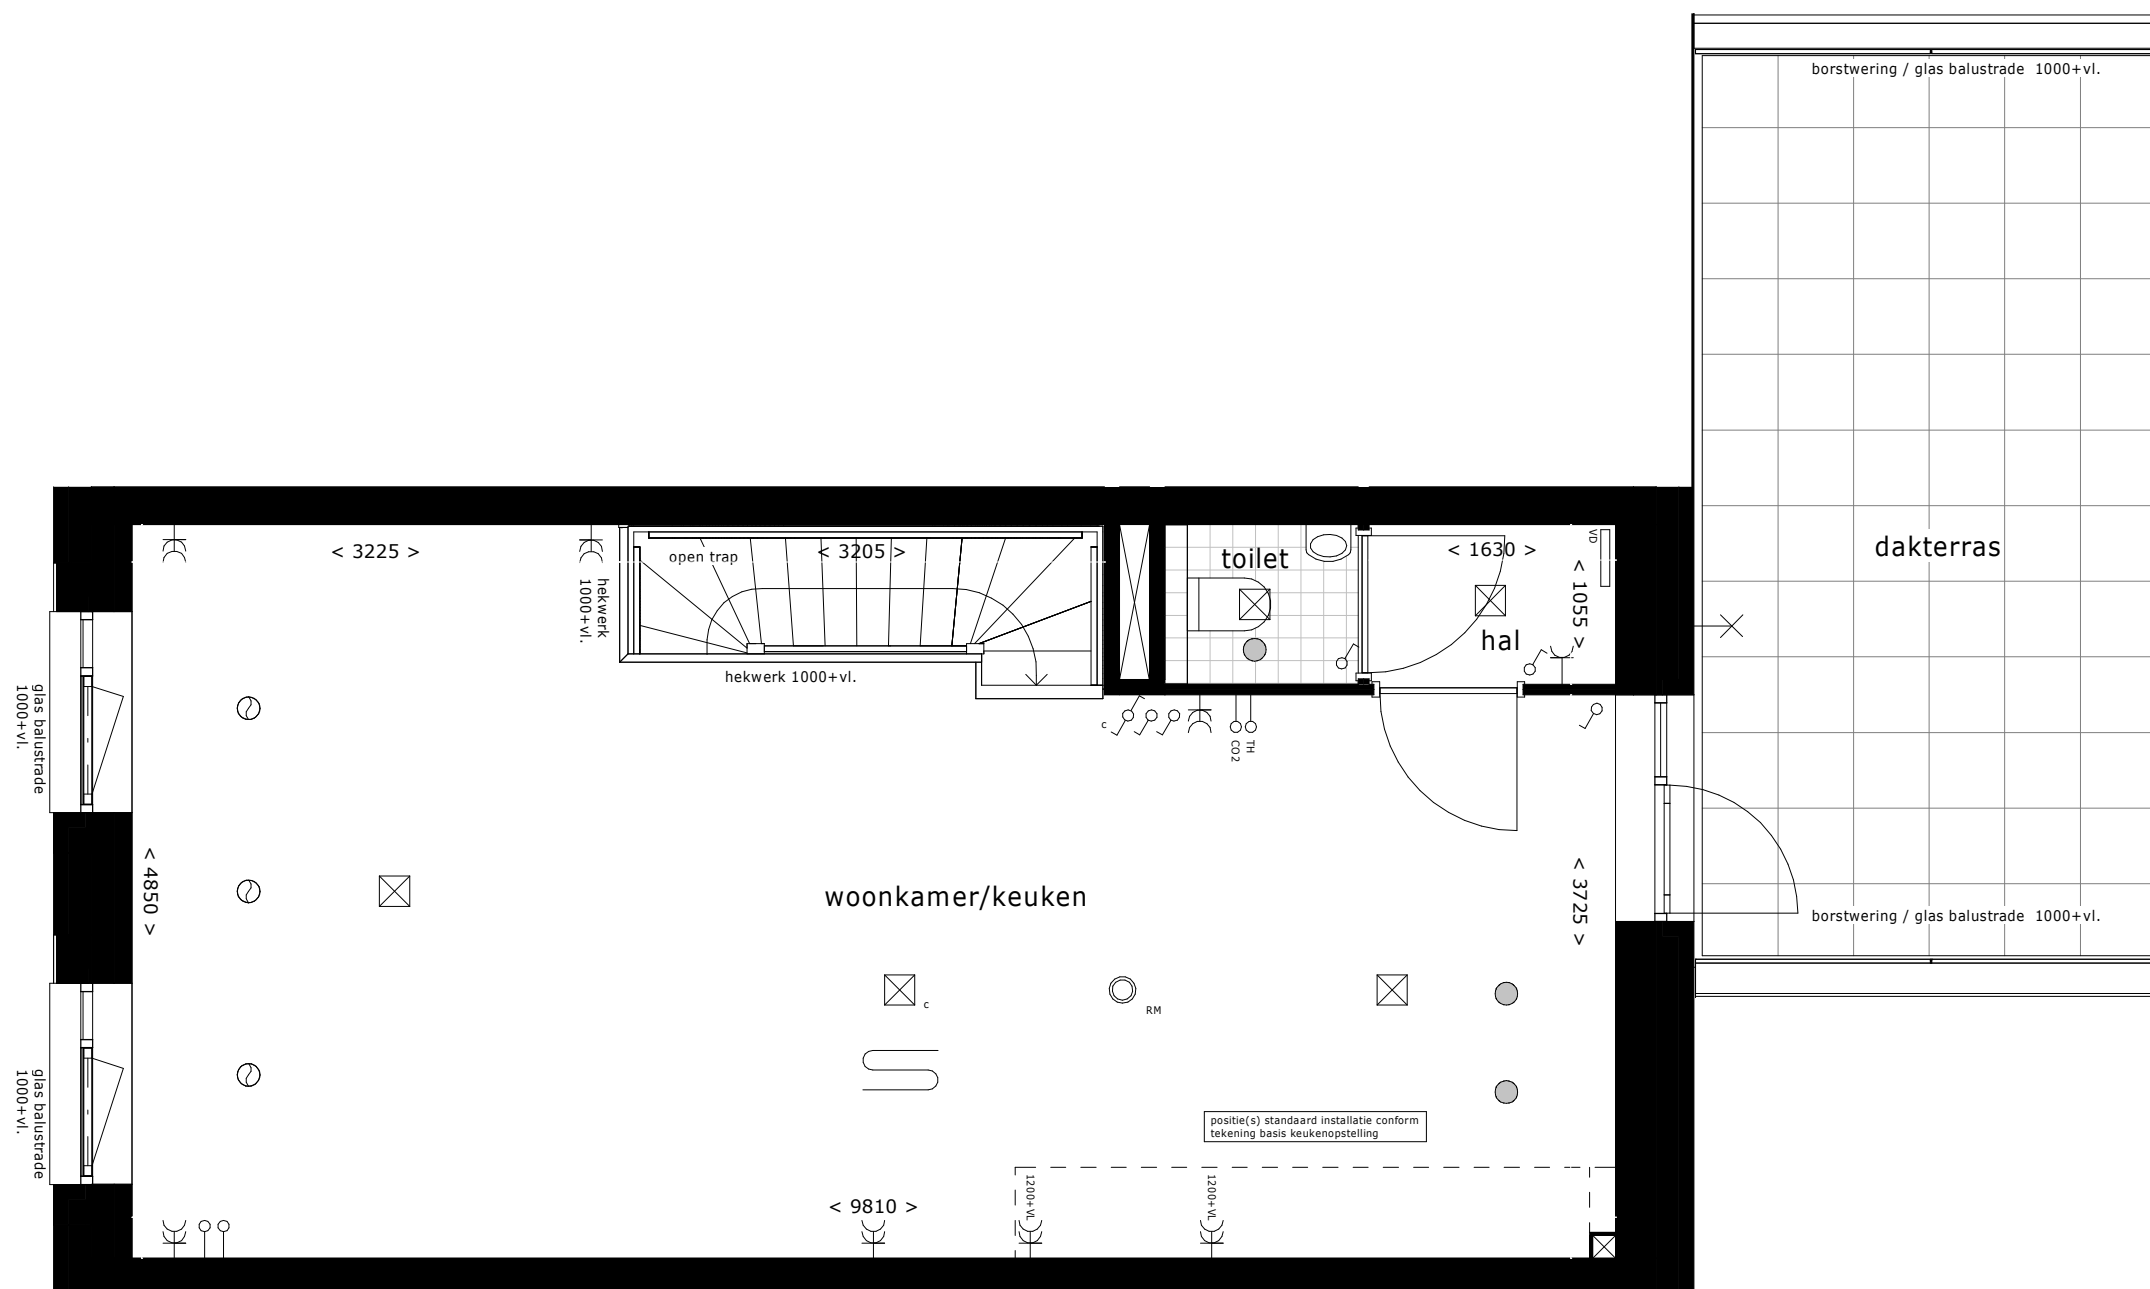 borstwering / glas balustrade 1000+vl.
< 3225 >
open trap
< 3205 >
toilet
< 1630 >
VD
< 1055 >
dakterras
hekwerk
1000+vl.
hal
hekwerk 1000+vl.
glas balustrade
1000+vl.
c
CO2
TH
< 4850 >
woonkamer/keuken
< 3725 >
borstwering / glas balustrade 1000+vl.
c
RM
glas balustrade
1000+vl.
positie(s) standaard installatie conform
tekening basis keukenopstelling
1200+VL
1200+VL
< 9810 >